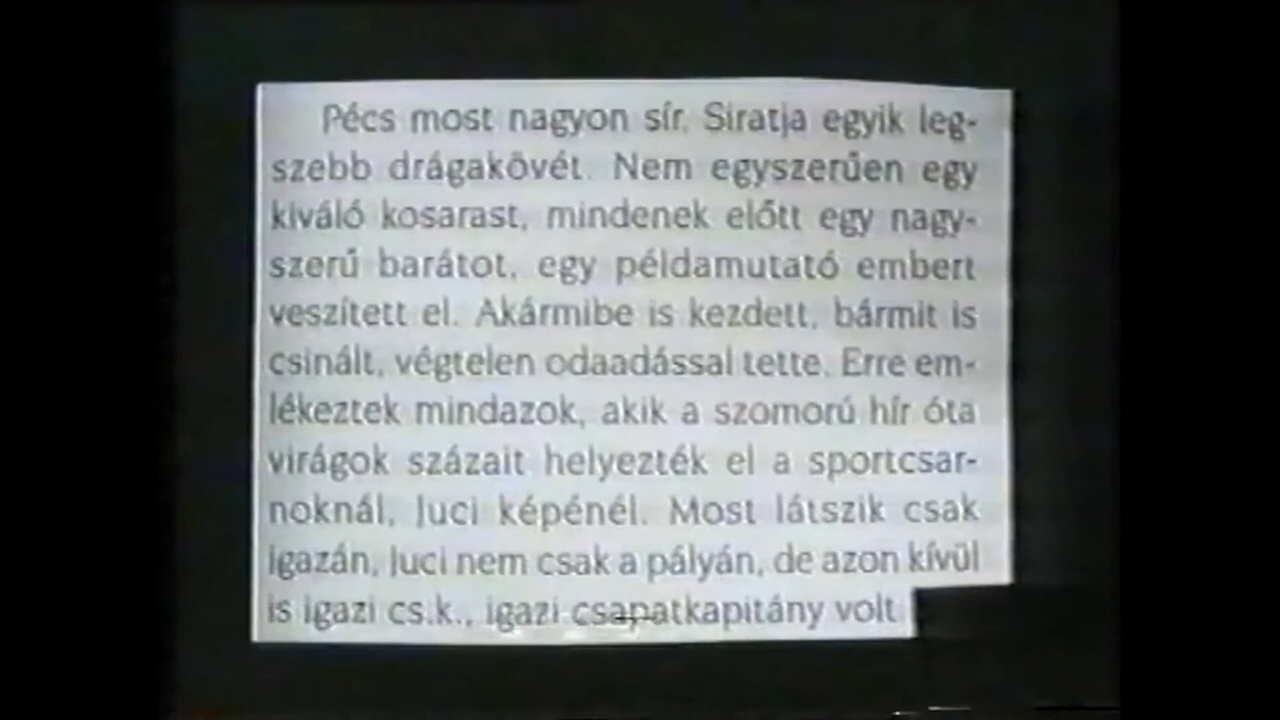 Pécs most nagyon sír. Siratja egyik leg-
szebb drágakövét. Nem egyszerűen egy
kiváló kosarast, mindenek előtt egy nagy-
szerű barátot, egy példamutató embert
veszített el. Akármibe is kezdett, bármit is
csinált, végtelen odaadással tette. Erre em-
lékeztek mindazok, akik a szomorú hír óta
virágok százait helyezték el a sportcsar-
noknál, Juci képénél. Most látszik csak
igazán, Juci nem csak a pályán, de azon kívül
is igazi cs.k., igazi csapatkapitány volt